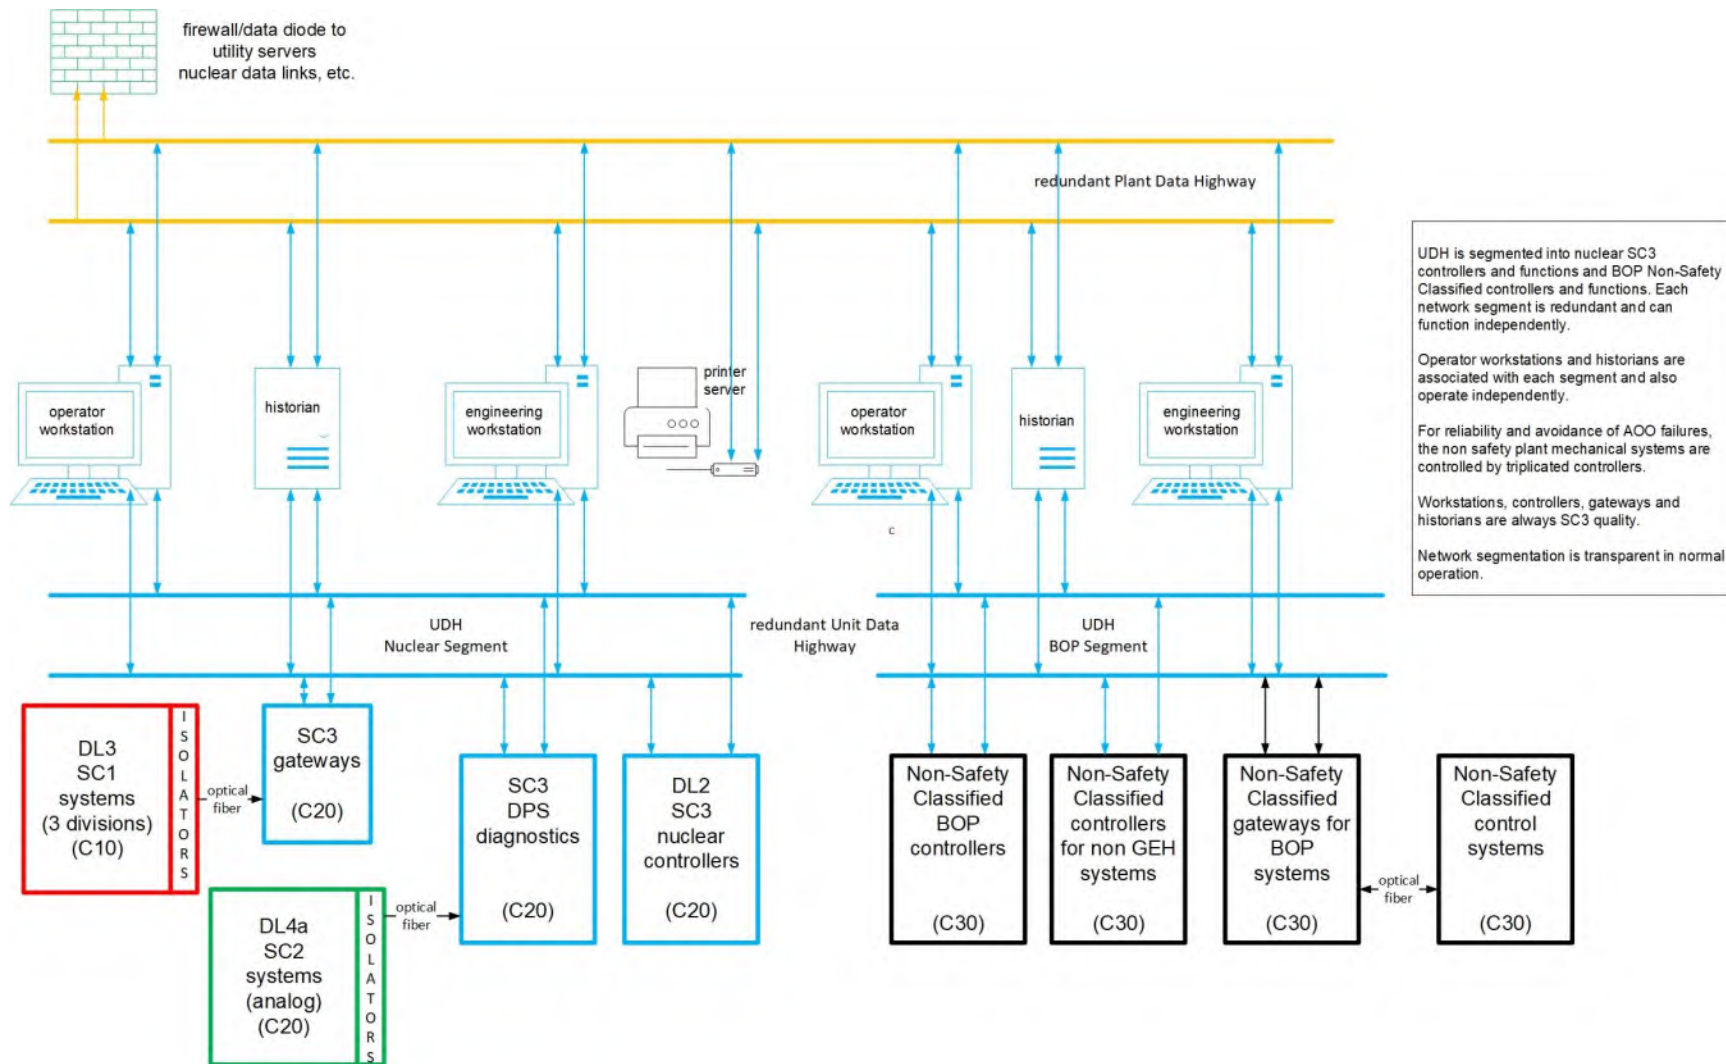 firewall/data diode to
utility servers
nuclear data links, etc.
redundant Plant Data Highway
UDH is segmented into nuclear SC3
controllers and functions and BOP Non-Safety
Classified controllers and functions. Each
network segment is redundant and can
function independently.
Operator workstations and historians are
associated with each segment and also
operate independently.
For reliability and avoidance of AOO failures,
the non safety plant mechanical systems are
controlled by triplicated controllers.
Workstations, controllers, gateways and
historians are always SC3 quality.
Network segmentation is transparent in normal
operation.
operator
workstation
historian
engineering
workstation
printer
server
operator
workstation
historian
engineering
workstation
c
UDH
Nuclear Segment
redundant Unit Data
Highway
UDH
BOP Segment
DL3
SC1
systems
(3 divisions)
(C10)
ISOLATORS
optical
fiber
SC3
gateways
(C20)
DL4a
SC2
systems
(analog)
(C20)
ISOLATORS
optical
fiber
SC3
DPS
diagnostics
(C20)
DL2
SC3
nuclear
controllers
(C20)
Non-Safety
Classified
BOP
controllers
(C30)
Non-Safety
Classified
controllers
for non GEH
systems
(C30)
Non-Safety
Classified
gateways for
BOP
systems
(C30)
optical
fiber
Non-Safety
Classified
control
systems
(C30)